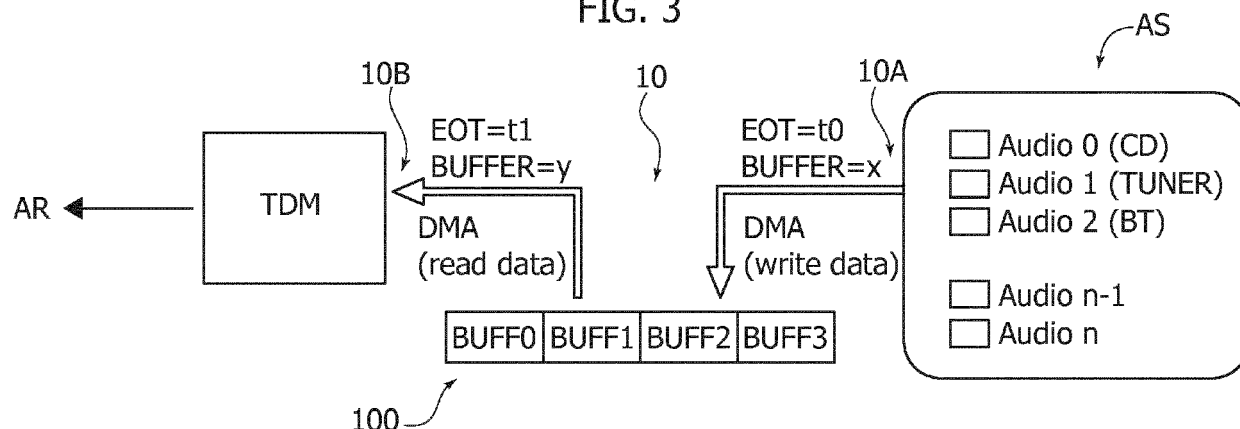 FIG. 3
AS
10B
10
10A
EOT=t1
BUFFER=y
EOT=t0
BUFFER=x
Audio 0 (CD)
Audio 1 (TUNER)
Audio 2 (BT)
Audio n-1
Audio n
AR
TDM
DMA
(read data)
DMA
(write data)
BUFF0 BUFF1 BUFF2 BUFF3
100